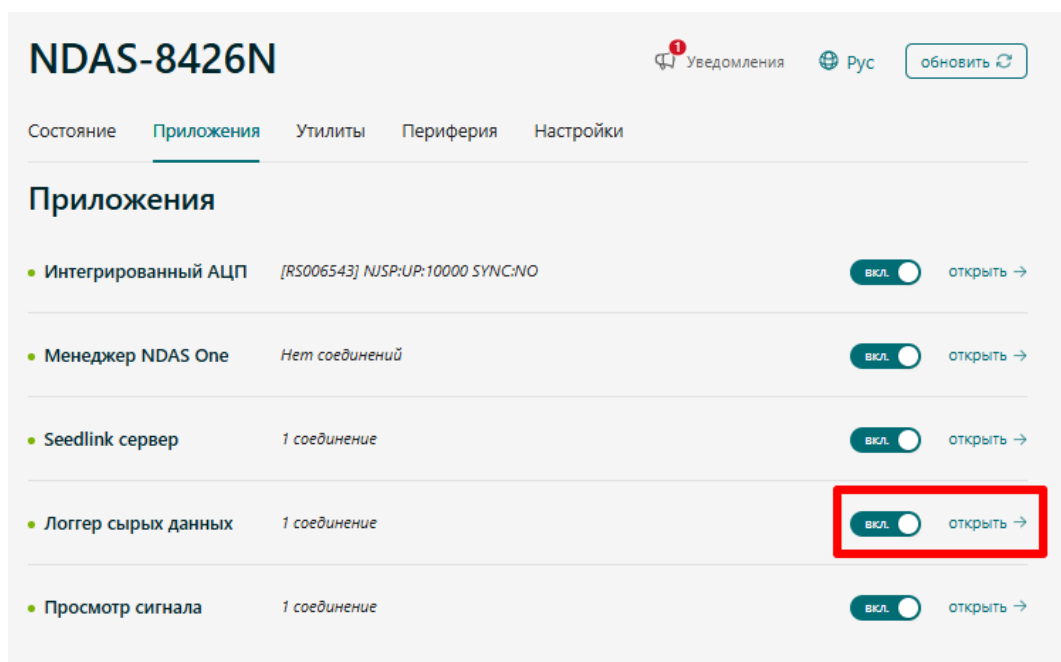 NDAS-8426N
1 Уведомления Рус обновить
Состояние Приложения Утилиты Периферия Настройки
Приложения
Интегрированный АЦП [RS006543] NJSP:UP:10000 SYNC:NO вкл. открыть →
Менеджер NDAS One Нет соединений вкл. открыть →
Seedlink сервер 1 соединение вкл. открыть →
Логгер сырых данных 1 соединение вкл. открыть →
Просмотр сигнала 1 соединение вкл. открыть →